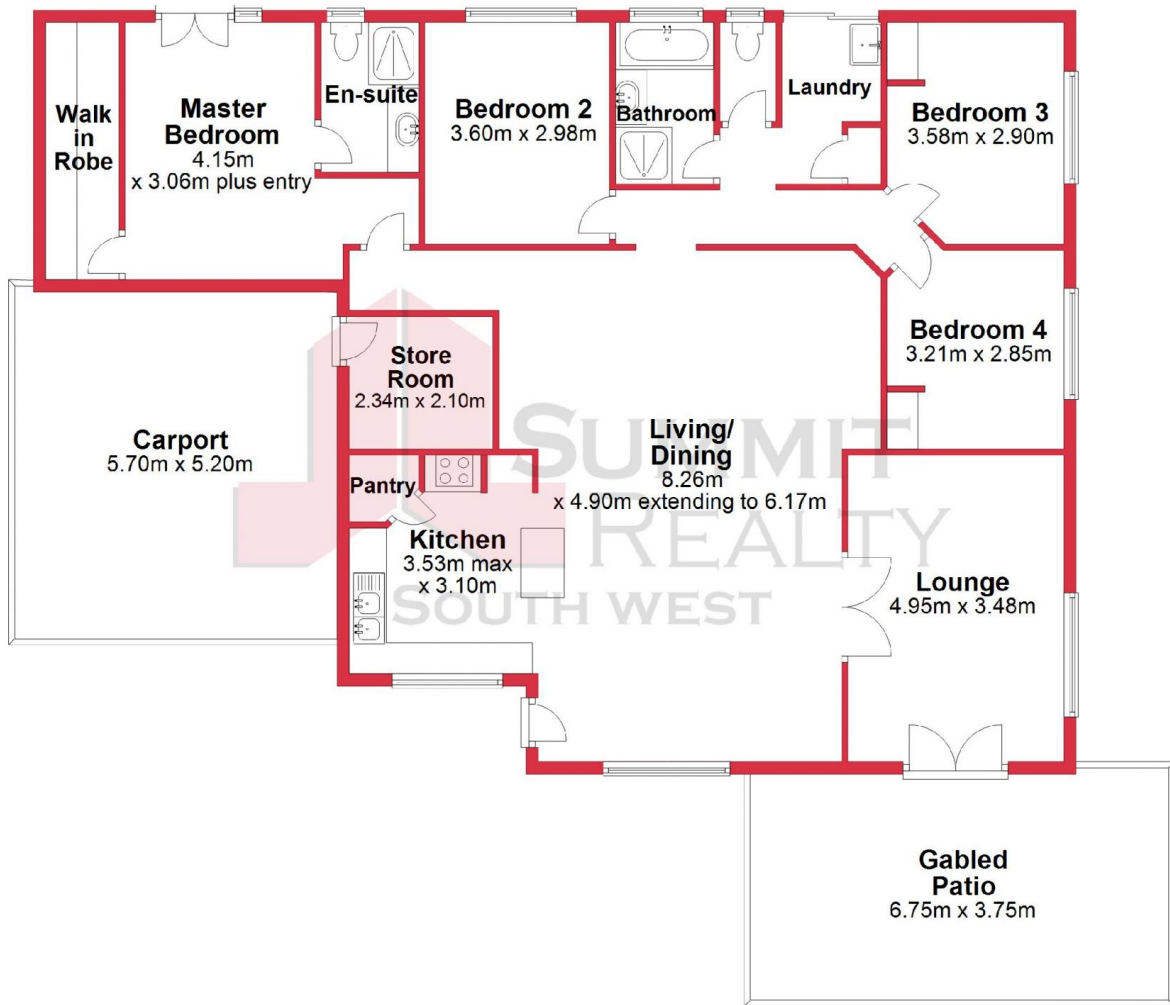 Walk
in
Robe
Master
Bedroom
4.15m
x 3.06m plus entry
En-suite
Bedroom 2
3.60m x 2.98m
Bathroom
Laundry
Bedroom 3
3.58m x 2.90m
Bedroom 4
3.21m x 2.85m
Store
Room
2.34m x 2.10m
Carport
5.70m x 5.20m
Living/
Dining
8.26m
x 4.90m extending to 6.17m
Pantry
Kitchen
3.53m max
x 3.10m
Lounge
4.95m x 3.48m
Gabled
Patio
6.75m x 3.75m
SUMMIT
REALTY
SOUTH WEST